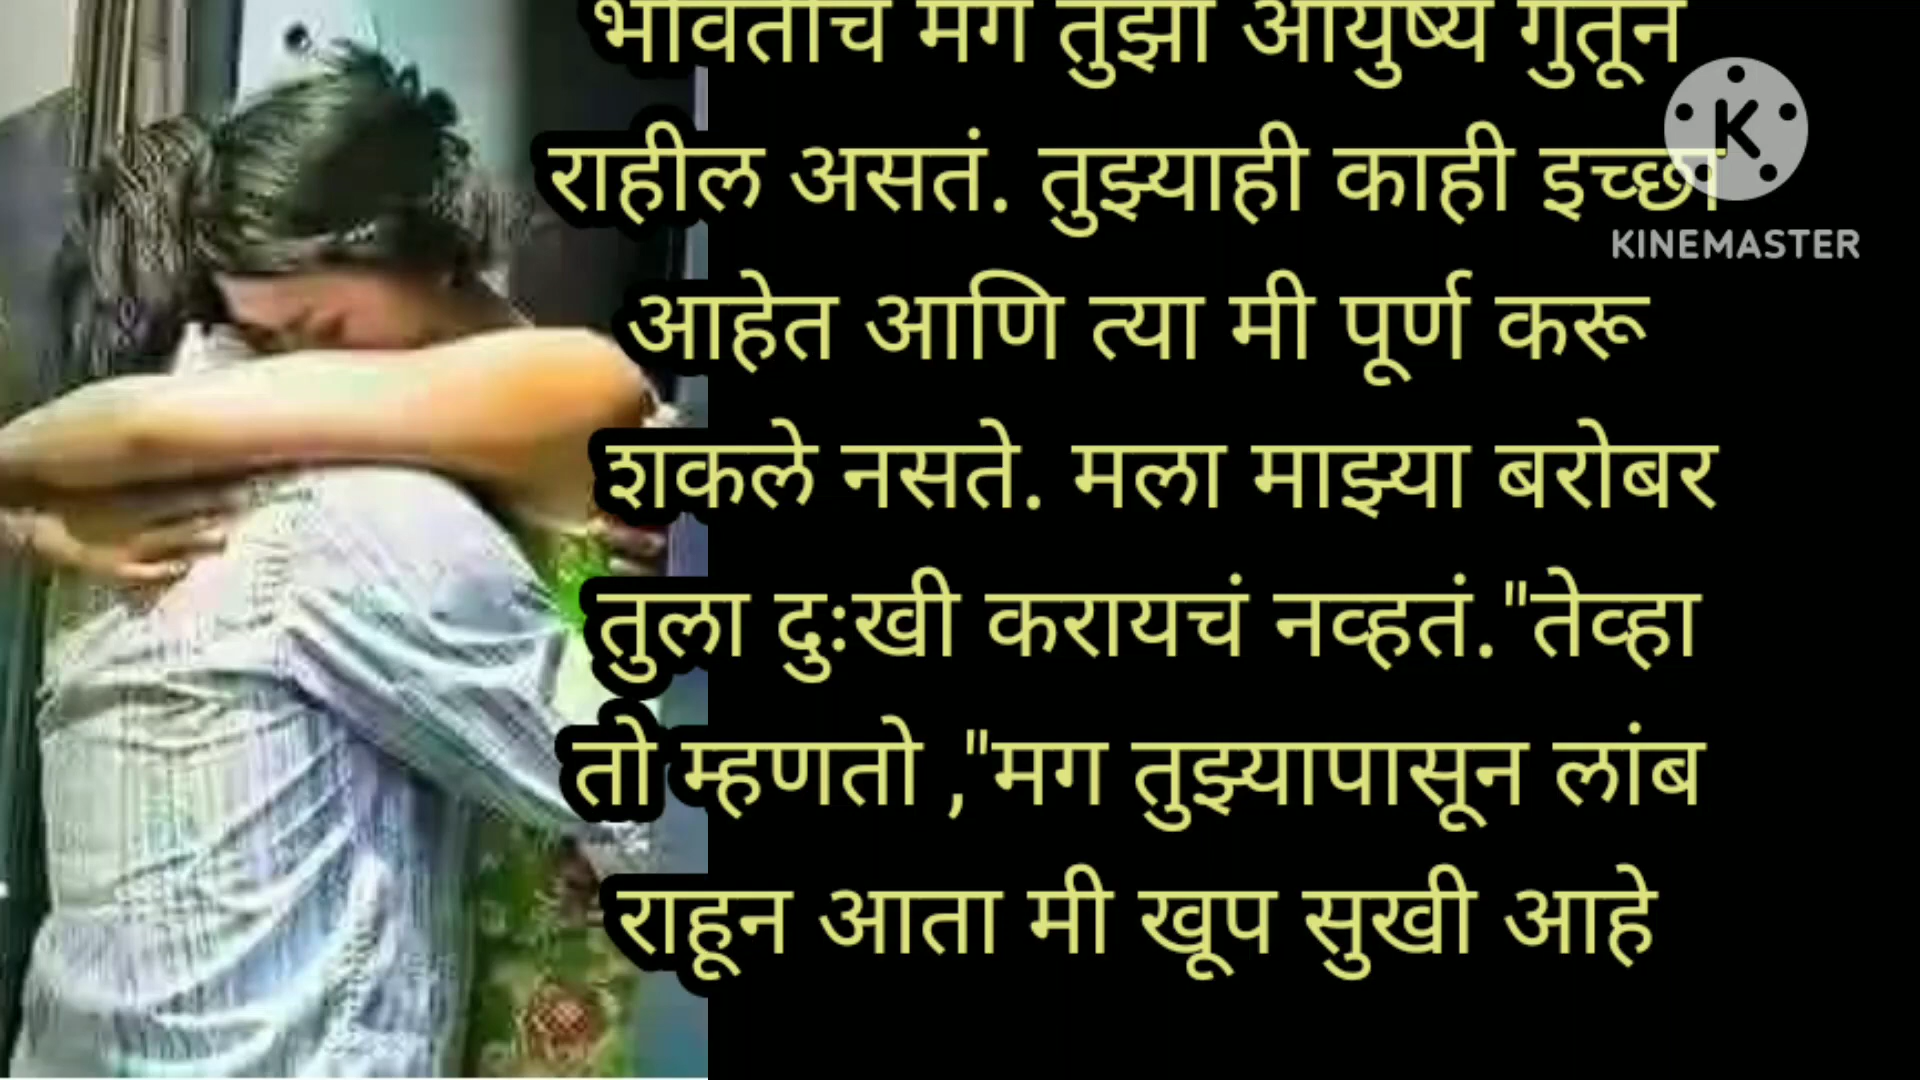 भोवतीच मग तुझा आयुष्य गुंतून
राहील असतं. तुझ्याही काही इच्छा
आहेत आणि त्या मी पूर्ण करू
शकले नसते. मला माझ्या बरोबर
तुला दुःखी करायचं नव्हतं."तेव्हा
तो म्हणतो ,"मग तुझ्यापासून लांब
राहून आता मी खूप सुखी आहे
K
KINEMASTER